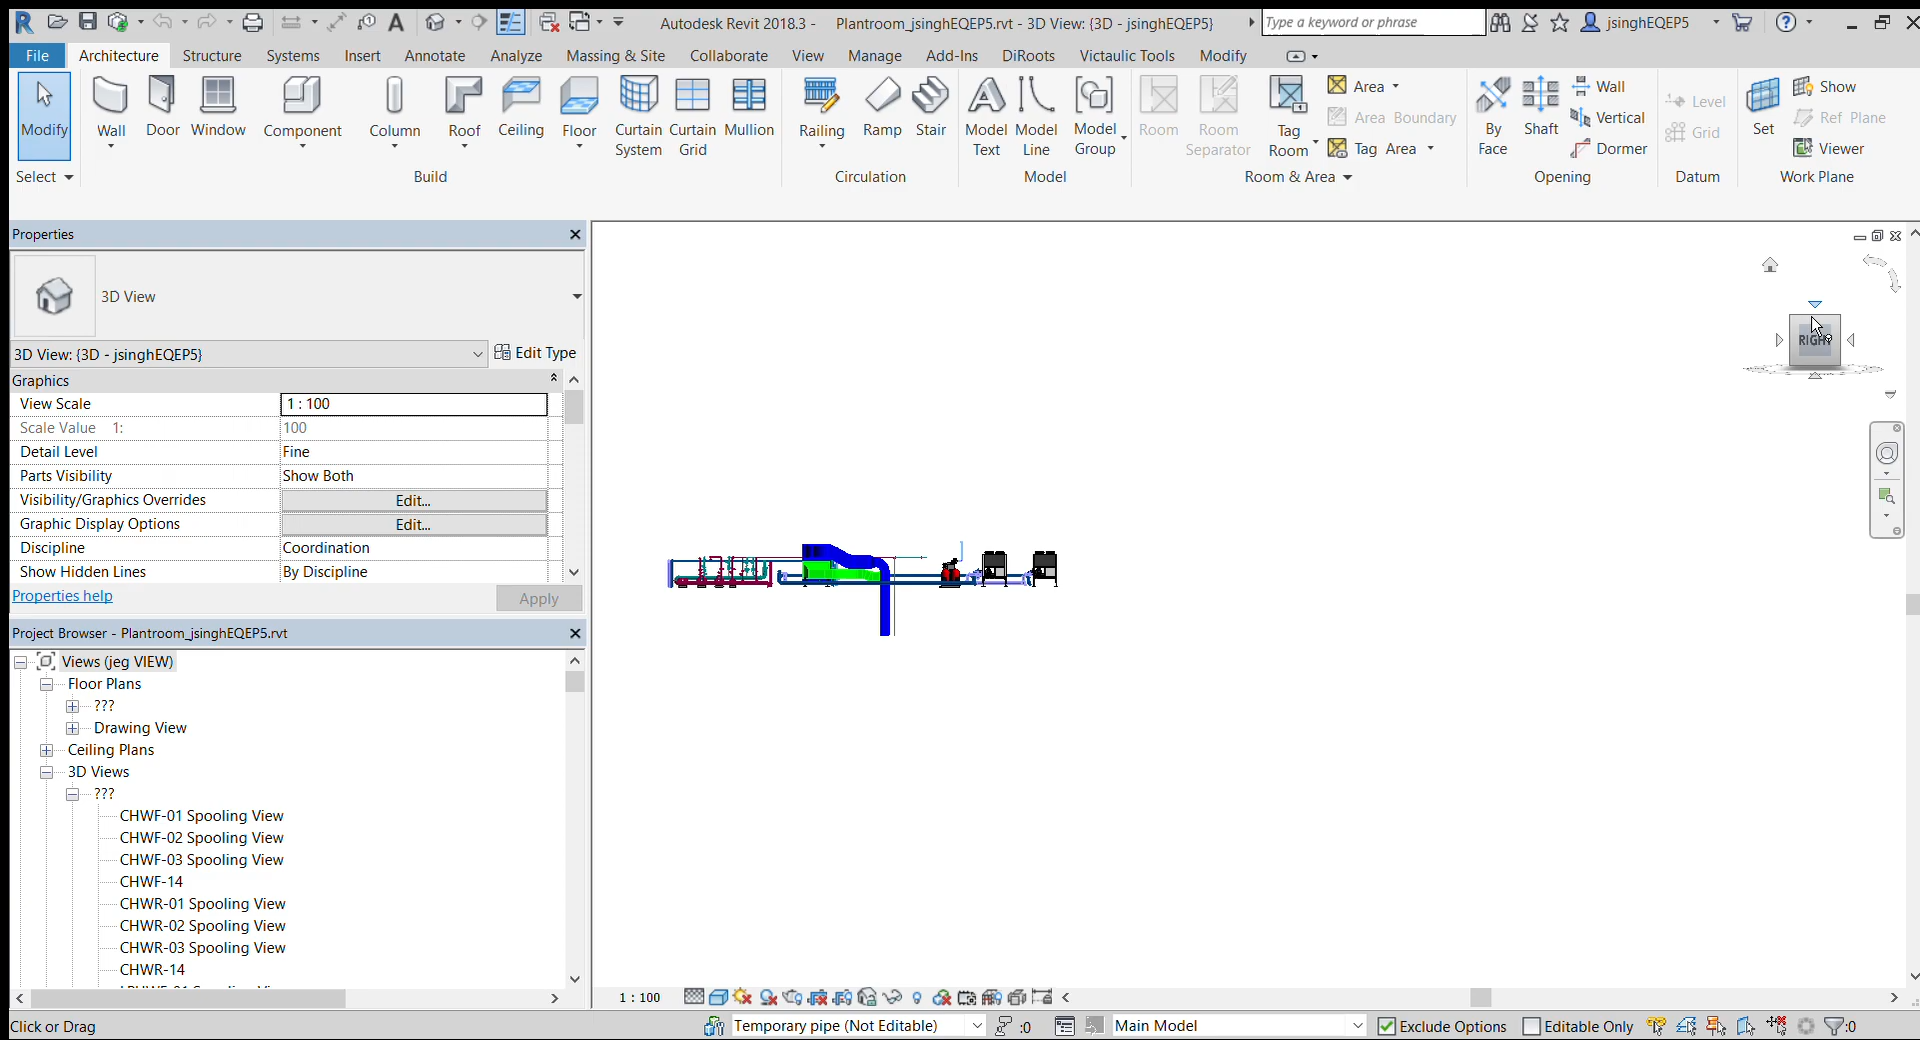 Autodesk Revit 2018.3 - Plantroom_jsinghEQEP5.rvt - 3D View: {3D - jsinghEQEP5}
Type a keyword or phrase
jsinghEQEP5
File Architecture Structure Systems Insert Annotate Analyze Massing & Site Collaborate View Manage Add-Ins DiRoots Victaulic Tools Modify
Modify
Wall
Door
Window
Component
Column
Roof
Ceiling
Floor
Curtain System
Curtain Grid
Mullion
Railing
Ramp
Stair
Model Text
Model Line
Model Group
Room
Room Separator
Tag Room
Area
Area Boundary
Tag Area
By Face
Shaft
Wall
Vertical
Dormer
Level
Grid
Set
Show
Ref Plane
Viewer
Select
Build
Circulation
Model
Room & Area
Opening
Datum
Work Plane
Properties
3D View
3D View: {3D - jsinghEQEP5}
Edit Type
Graphics
View Scale 1 : 100
Scale Value 1: 100
Detail Level Fine
Parts Visibility Show Both
Visibility/Graphics Overrides Edit...
Graphic Display Options Edit...
Discipline Coordination
Show Hidden Lines By Discipline
Properties help
Apply
Project Browser - Plantroom_jsinghEQEP5.rvt
Views (jeg VIEW)
Floor Plans
???
Drawing View
Ceiling Plans
3D Views
???
CHWF-01 Spooling View
CHWF-02 Spooling View
CHWF-03 Spooling View
CHWF-14
CHWR-01 Spooling View
CHWR-02 Spooling View
CHWR-03 Spooling View
CHWR-14
RIGHT
1 : 100
Click or Drag
Temporary pipe (Not Editable)
:0
Main Model
Exclude Options
Editable Only
:0